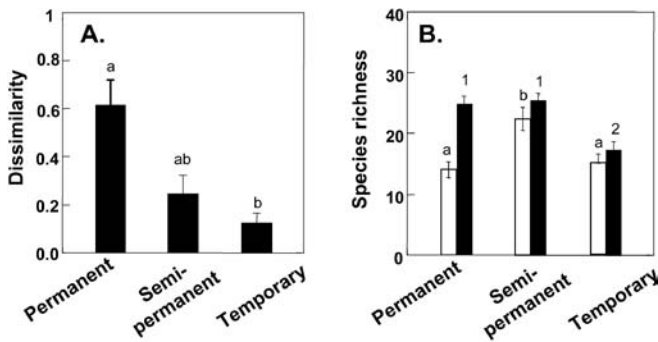 A.
Dissimilarity
1
0.8
0.6
0.4
0.2
0.0
a
ab
b
Permanent
Semi-
permanent
Temporary
B.
Species richness
40
30
20
10
0
a
1
b
1
a
2
Permanent
Semi-
permanent
Temporary